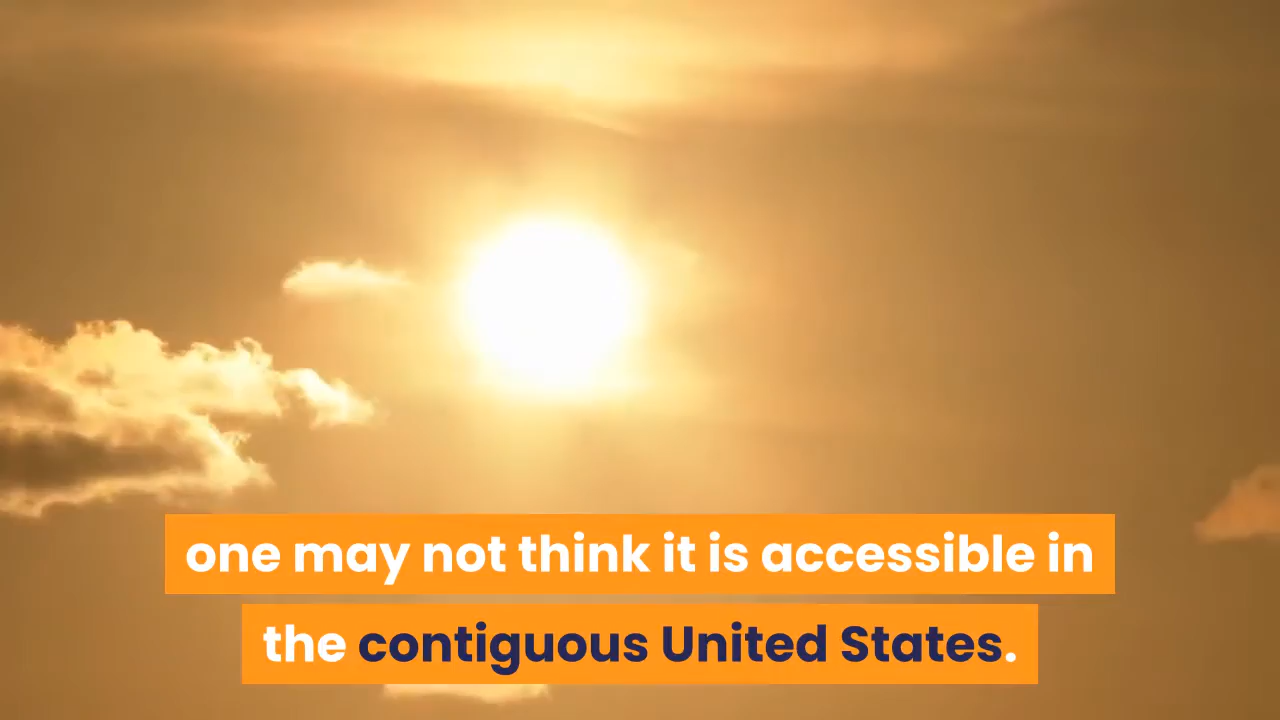 one may not think it is accessible in
the contiguous United States.